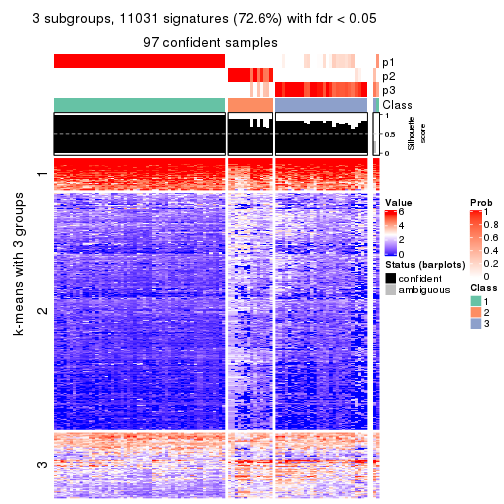 3 subgroups, 11031 signatures (72.6%) with fdr < 0.05
97 confident samples
p1
p2
p3
Class
1
0.5
0
Silhouette
score
k-means with 3 groups
1
2
3
Value
6
4
2
0
Status (barplots)
confident
ambiguous
Prob
1
0.8
0.6
0.4
0.2
0
Class
1
2
3